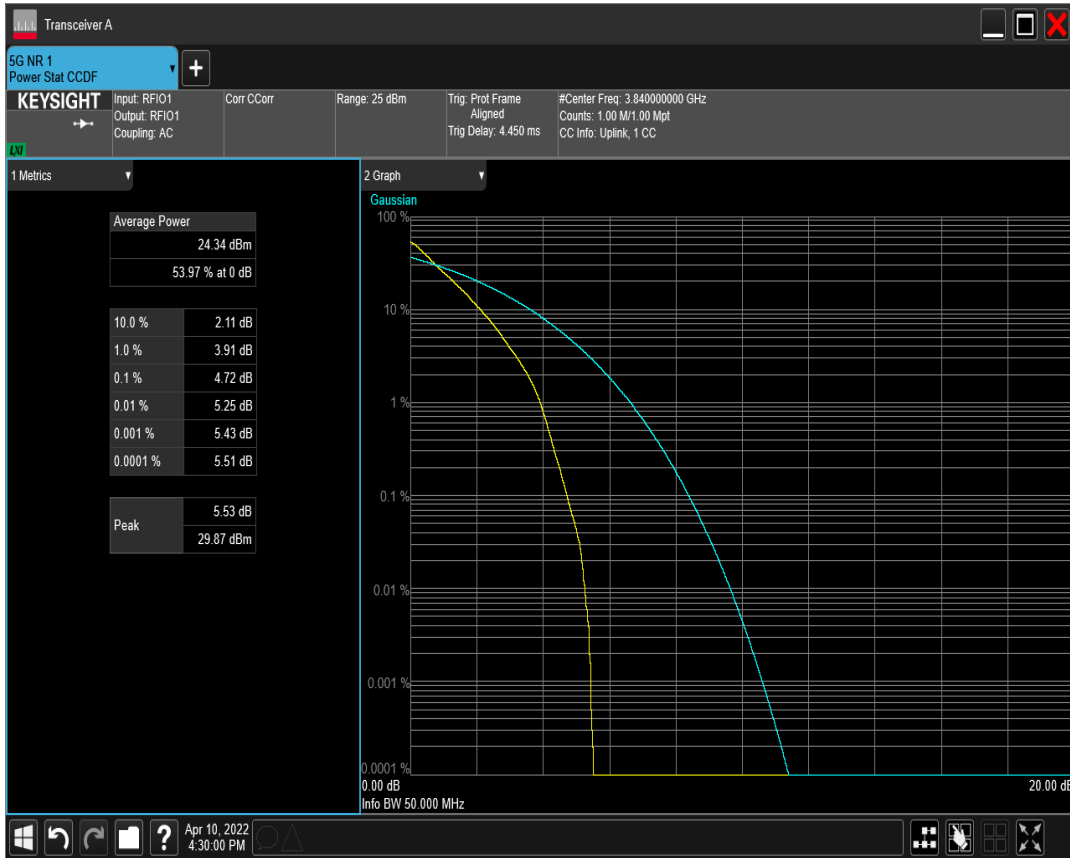 Transceiver A
5G NR 1
Power Stat CCDF
+
KEYSIGHT
LXI
Input: RFIO1
Output: RFIO1
Coupling: AC
Corr CCorr
Range: 25 dBm
Trig: Prot Frame
Aligned
Trig Delay: 4.450 ms
#Center Freq: 3.840000000 GHz
Counts: 1.00 M/1.00 Mpt
CC Info: Uplink, 1 CC
1 Metrics
Average Power
24.34 dBm
53.97 % at 0 dB
10.0 % 2.11 dB
1.0 % 3.91 dB
0.1 % 4.72 dB
0.01 % 5.25 dB
0.001 % 5.43 dB
0.0001 % 5.51 dB
Peak
5.53 dB
29.87 dBm
2 Graph
Gaussian
100 %
10 %
1 %
0.1 %
0.01 %
0.001 %
0.0001 %
0.00 dB 20.00 dB
Info BW 50.000 MHz
?
Apr 10, 2022
4:30:00 PM